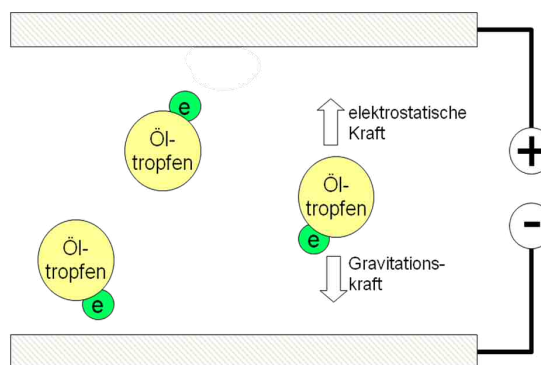 e
Öl-
tropfen
elektrostatische
Kraft
+
Öl-
tropfen
e
-
Öl-
tropfen
e
Gravitations-
kraft